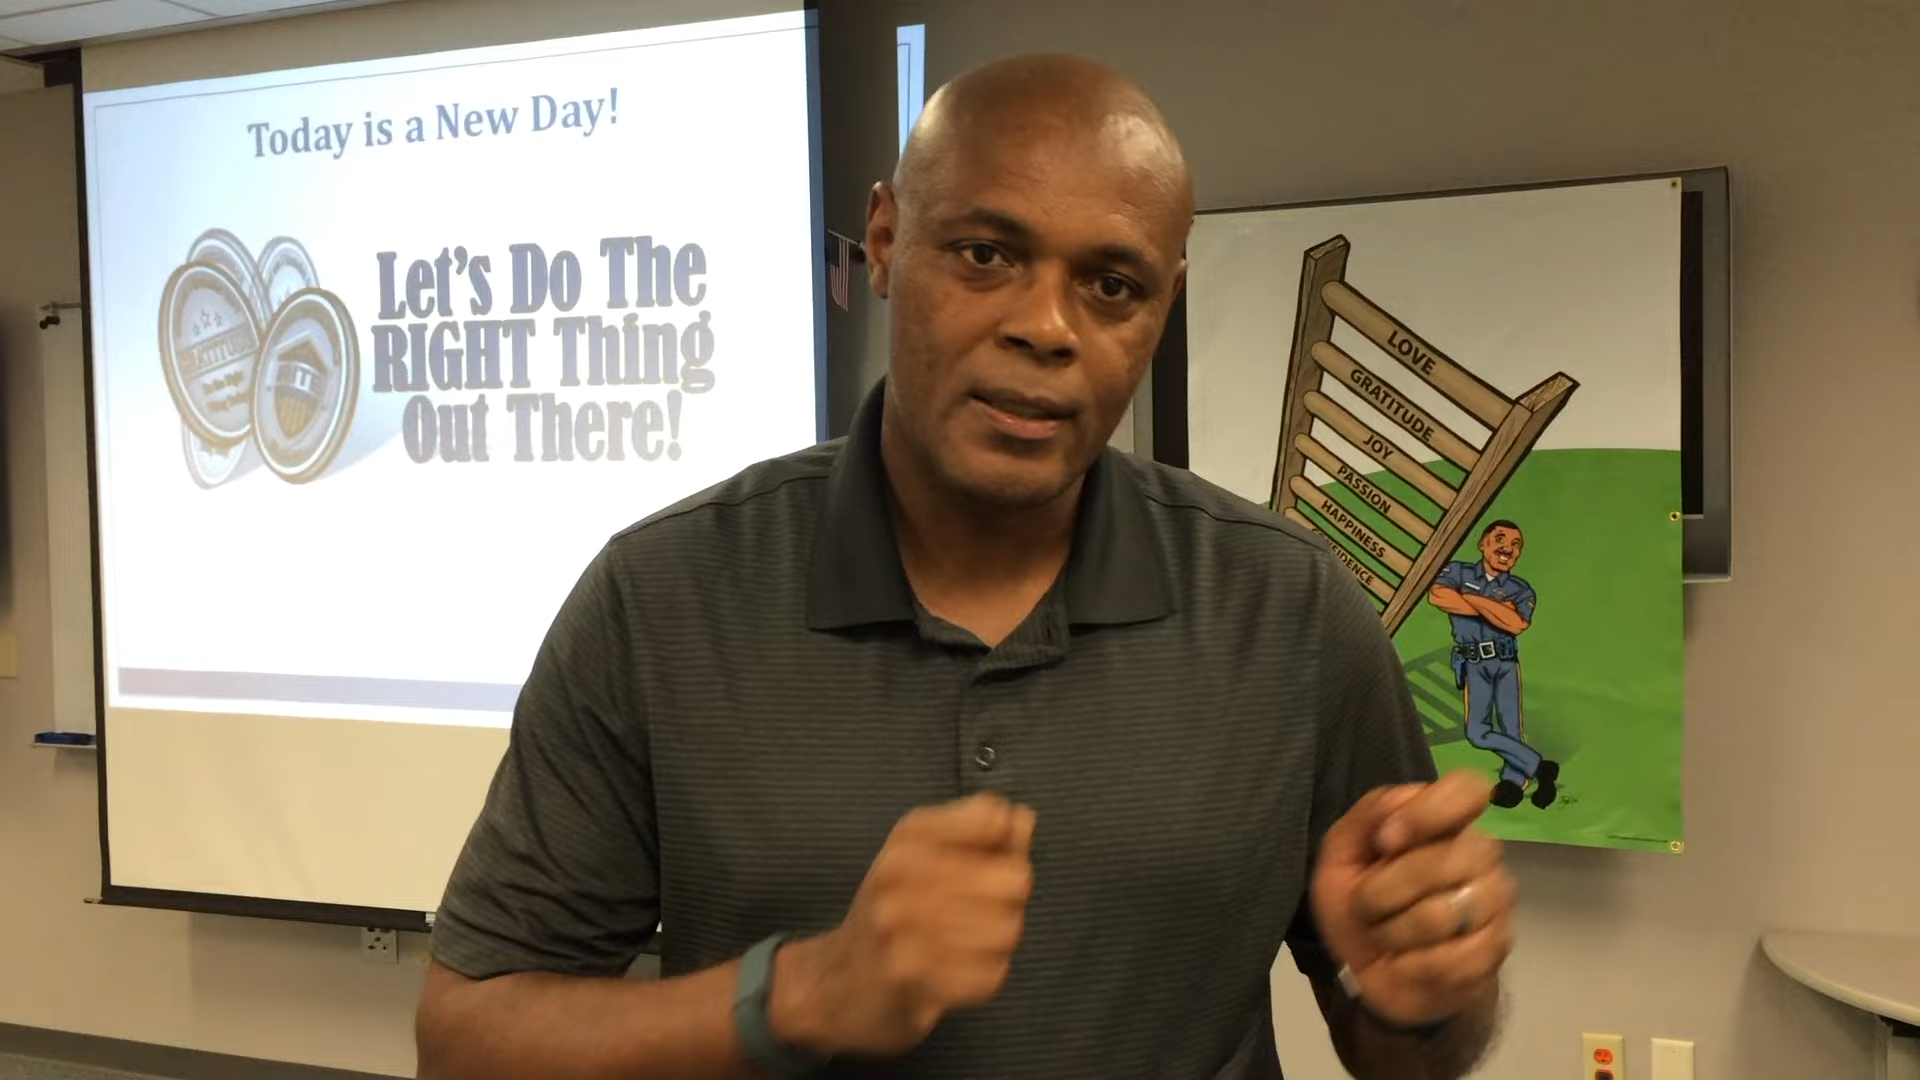 Today is a New Day!
Let's Do The
RIGHT Thing
Out There!
LOVE
GRATITUDE
JOY
PASSION
HAPPINESS